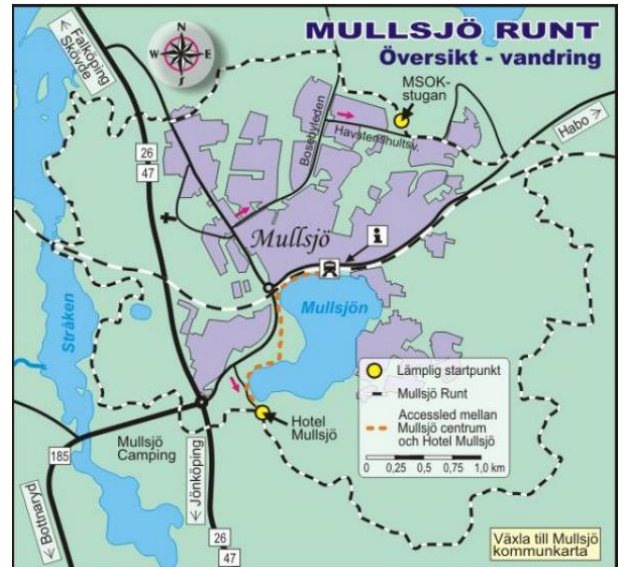 MULLSJÖ RUNT
Översikt - vandring
N
W
E
S
Falköping
Skövde
MSOK-
stugan
Bosebyleden
Havstenshultsv.
Habo
26
47
Mullsjö
i
Stråken
Mullsjön
Lämplig startpunkt
Mullsjö Runt
Accessled mellan
Mullsjö centrum
och Hotel Mullsjö
0 0,25 0,5 0,75 1,0 km
Hotel
Mullsjö
Mullsjö
Camping
185
Bottnaryd
Jönköping
26
47
Växla till Mullsjö
kommunkarta